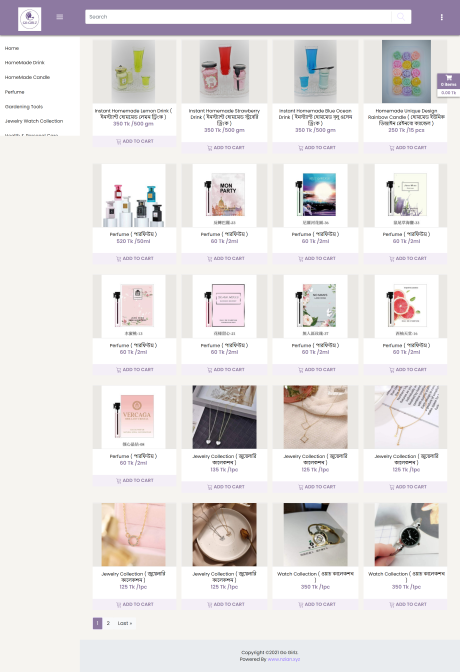 Search
Home
HomeMade Drink
HomeMade Candle
Perfume
Gardening Tools
Jewelry Watch Collection
0 items
0.00 Tk
Instant Homemade Lemon Drink (
ইনস্ট্যান্ট হোমমেড লেমন ড্রিংক )
350 Tk /500 gm
ADD TO CART
Instant Homemade Strawberry
Drink ( ইনস্ট্যান্ট হোমমেড স্ট্রবেরি
ড্রিংক )
350 Tk /500 gm
ADD TO CART
Instant Homemade Blue Ocean
Drink ( ইনস্ট্যান্ট হোমমেড ব্লু ওশেন
ড্রিংক )
350 Tk /500 gm
ADD TO CART
Homemade Unique Design
Rainbow Candle ( হোমমেড ইউনিক
ডিজাইন রেইনবো ক্যান্ডেল )
250 Tk /15 pcs
ADD TO CART
Perfume ( পারফিউম )
520 Tk /50ml
ADD TO CART
MON
PARTY
Perfume ( পারফিউম )
60 Tk /2ml
ADD TO CART
Perfume ( পারফিউম )
60 Tk /2ml
ADD TO CART
Perfume ( পারফিউম )
60 Tk /2ml
ADD TO CART
Perfume ( পারফিউম )
60 Tk /2ml
ADD TO CART
Perfume ( পারফিউম )
60 Tk /2ml
ADD TO CART
Perfume ( পারফিউম )
60 Tk /2ml
ADD TO CART
Perfume ( পারফিউম )
60 Tk /2ml
ADD TO CART
VERCAGA
Perfume ( পারফিউম )
60 Tk /2ml
ADD TO CART
Jewelry Collection ( জুয়েলারি
কালেকশন )
135 Tk /1pc
ADD TO CART
Jewelry Collection ( জুয়েলারি
কালেকশন )
125 Tk /1pc
ADD TO CART
Jewelry Collection ( জুয়েলারি
কালেকশন )
125 Tk /1pc
ADD TO CART
Jewelry Collection ( জুয়েলারি
কালেকশন )
125 Tk /1pc
ADD TO CART
Jewelry Collection ( জুয়েলারি
কালেকশন )
125 Tk /1pc
ADD TO CART
Watch Collection ( ওয়াচ কালেকশন
)
350 Tk /1pc
ADD TO CART
Watch Collection ( ওয়াচ কালেকশন
)
350 Tk /1pc
ADD TO CART
1 2 Last »
Copyright ©2021 Go Girlz.
Powered By www.ratan.xyz